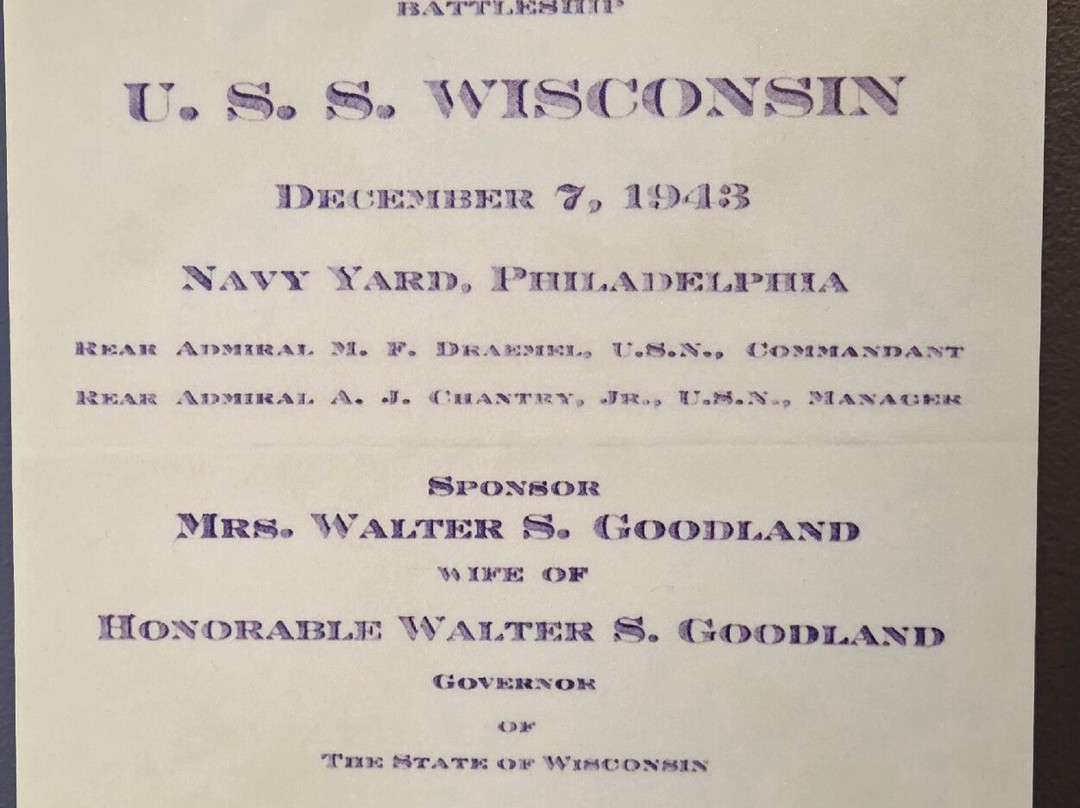 BATTLESHIP
U. S. S. WISCONSIN
DECEMBER 7, 1943
NAVY YARD, PHILADELPHIA
REAR ADMIRAL M. F. DRAEMEL, U.S.N., COMMANDANT
REAR ADMIRAL A. J. CHANTRY, JR., U.S.N., MANAGER
SPONSOR
MRS. WALTER S. GOODLAND
WIFE OF
HONORABLE WALTER S. GOODLAND
GOVERNOR
OF
THE STATE OF WISCONSIN